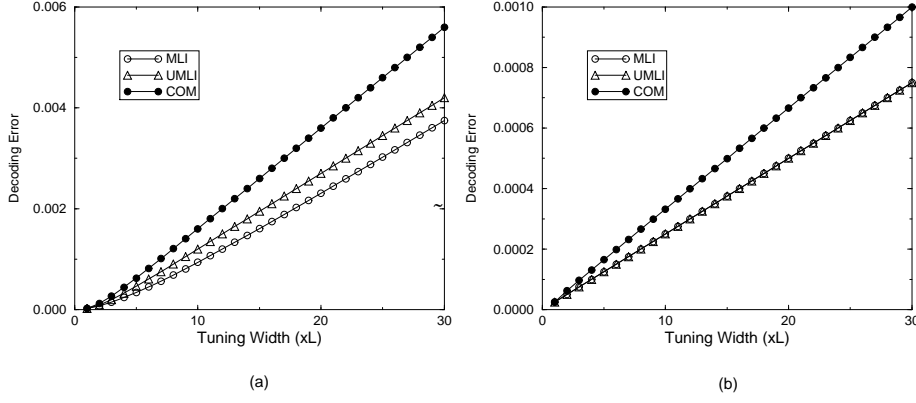 0.006
0.004
0.002
0.000
Decoding Error
MLI
UMLI
COM
~
0
10
20
30
Tuning Width (xL)
(a)
0.0010
0.0008
0.0006
0.0004
0.0002
0.0000
Decoding Error
MLI
UMLI
COM
0
10
20
30
Tuning Width (xL)
(b)